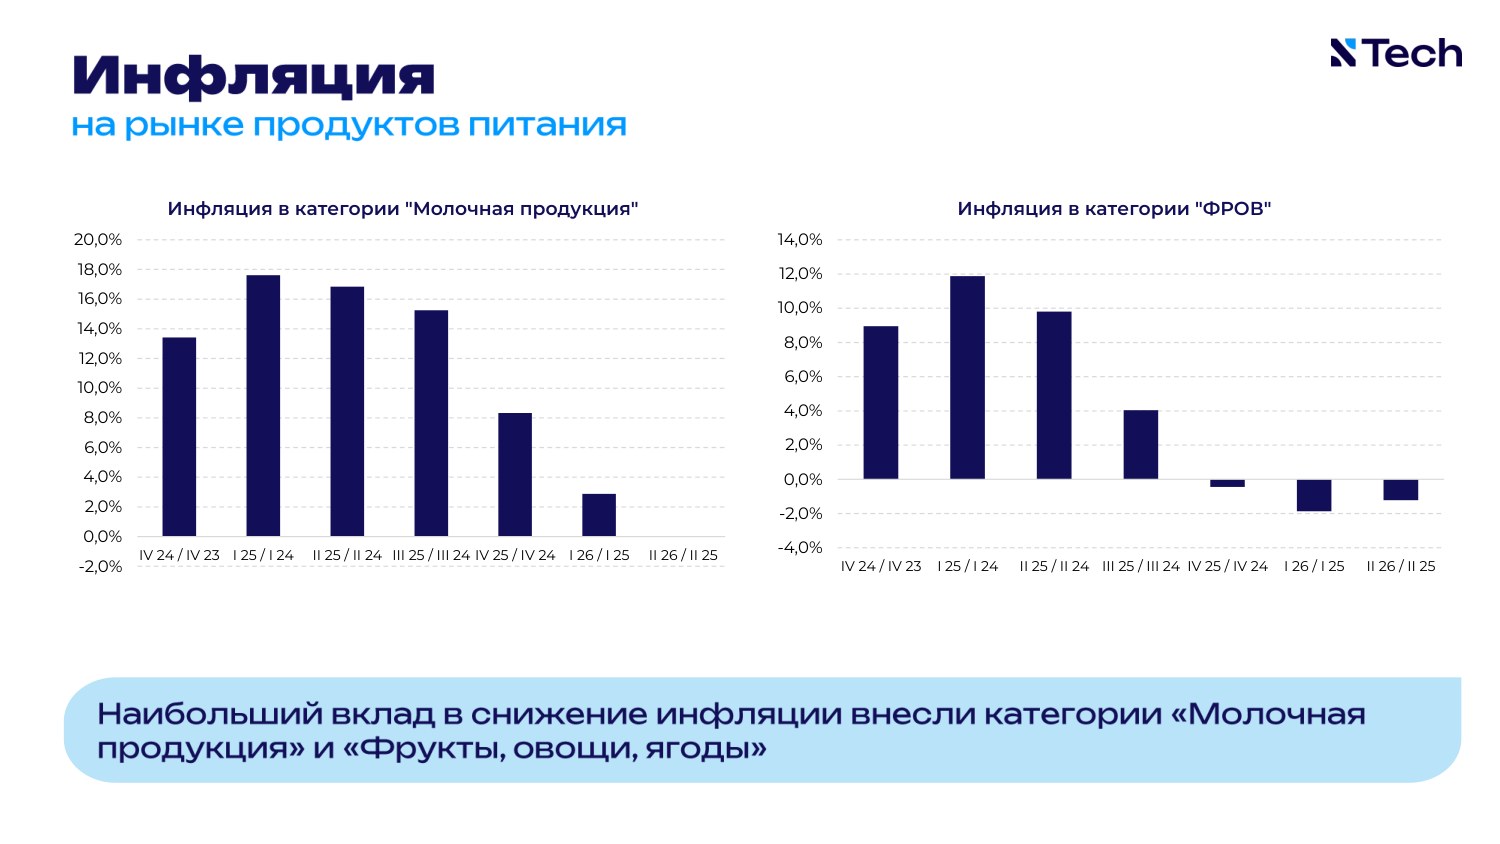 Инфляция
на рынке продуктов питания
Tech
Инфляция в категории "Молочная продукция"
20,0%
18,0%
16,0%
14,0%
12,0%
10,0%
8,0%
6,0%
4,0%
2,0%
0,0%
-2,0%
IV 24 / IV 23 I 25 / I 24 II 25 / II 24 III 25 / III 24 IV 25 / IV 24 I 26 / I 25 II 26 / II 25
Инфляция в категории "ФРОВ"
14,0%
12,0%
10,0%
8,0%
6,0%
4,0%
2,0%
0,0%
-2,0%
-4,0%
IV 24 / IV 23 I 25 / I 24 II 25 / II 24 III 25 / III 24 IV 25 / IV 24 I 26 / I 25 II 26 / II 25
Наибольший вклад в снижение инфляции внесли категории «Молочная
продукция» и «Фрукты, овощи, ягоды»